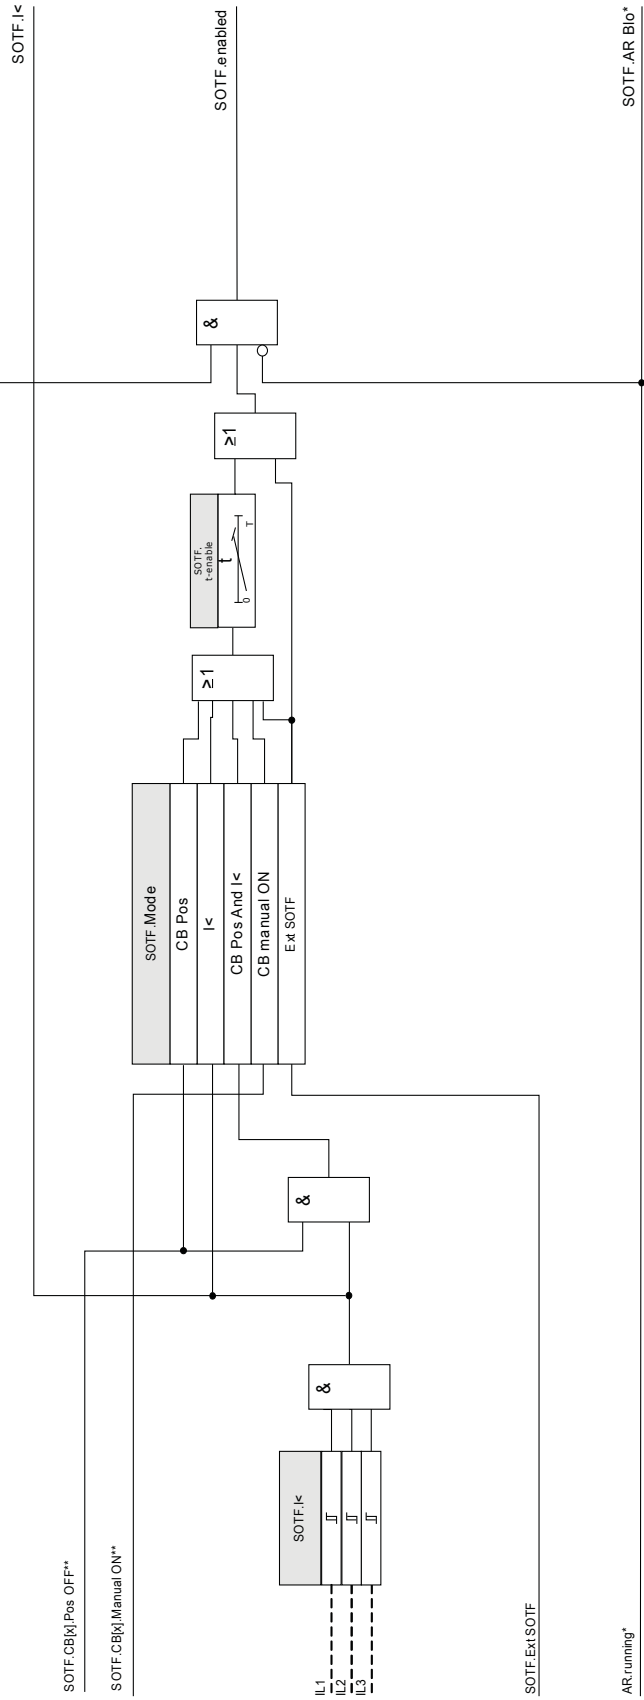 SOTF.CB[x].Pos OFF**
SOTF.CB[x].Manual ON**
IL1
IL2
IL3
SOTF.I<
&
&
SOTF.Ext SOTF
AR.running*
SOTF.Mode
CB Pos
I<
CB Pos And I<
CB manual ON
Ext SOTF
≥1
SOTF.
t-enable
t
0
T
≥1
&
SOTF.I<
SOTF.enabled
SOTF.AR Blo*